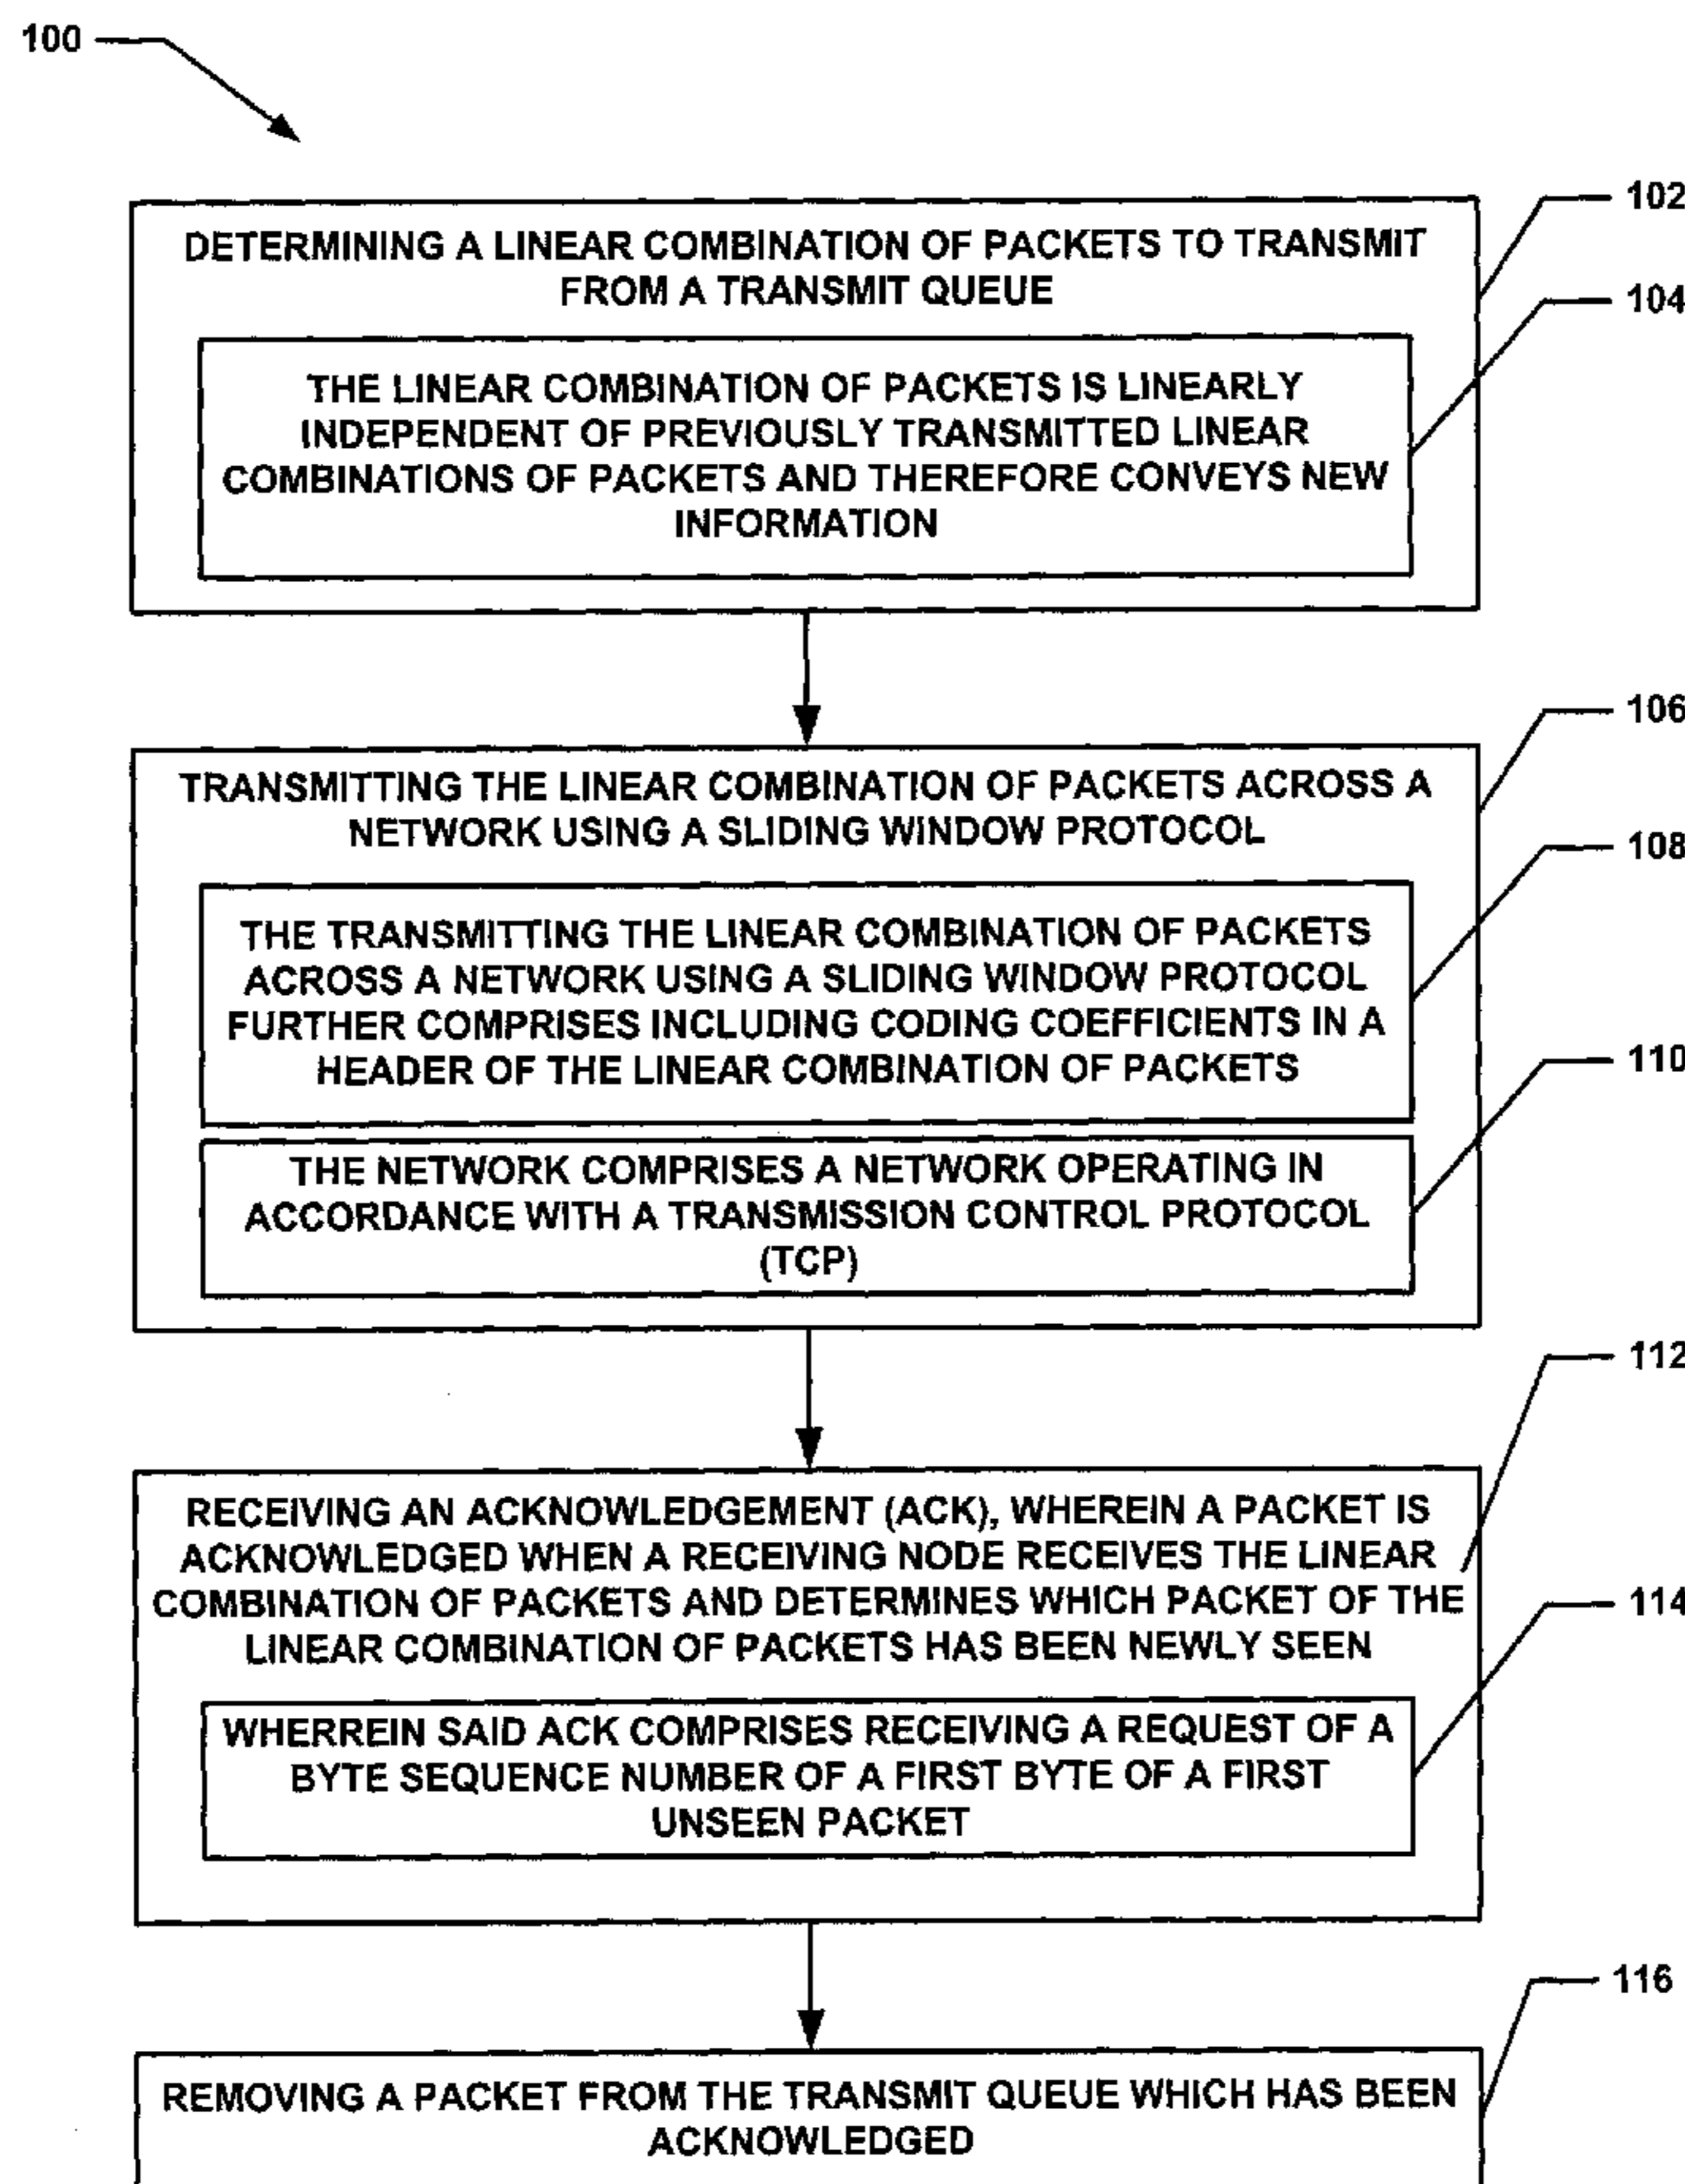 100
102
DETERMINING A LINEAR COMBINATION OF PACKETS TO TRANSMIT
FROM A TRANSMIT QUEUE
104
THE LINEAR COMBINATION OF PACKETS IS LINEARLY
INDEPENDENT OF PREVIOUSLY TRANSMITTED LINEAR
COMBINATIONS OF PACKETS AND THEREFORE CONVEYS NEW
INFORMATION
106
TRANSMITTING THE LINEAR COMBINATION OF PACKETS ACROSS A
NETWORK USING A SLIDING WINDOW PROTOCOL
108
THE TRANSMITTING THE LINEAR COMBINATION OF PACKETS
ACROSS A NETWORK USING A SLIDING WINDOW PROTOCOL
FURTHER COMPRISES INCLUDING CODING COEFFICIENTS IN A
HEADER OF THE LINEAR COMBINATION OF PACKETS
110
THE NETWORK COMPRISES A NETWORK OPERATING IN
ACCORDANCE WITH A TRANSMISSION CONTROL PROTOCOL
(TCP)
112
RECEIVING AN ACKNOWLEDGEMENT (ACK), WHEREIN A PACKET IS
ACKNOWLEDGED WHEN A RECEIVING NODE RECEIVES THE LINEAR
COMBINATION OF PACKETS AND DETERMINES WHICH PACKET OF THE
LINEAR COMBINATION OF PACKETS HAS BEEN NEWLY SEEN
114
WHERREIN SAID ACK COMPRISES RECEIVING A REQUEST OF A
BYTE SEQUENCE NUMBER OF A FIRST BYTE OF A FIRST
UNSEEN PACKET
116
REMOVING A PACKET FROM THE TRANSMIT QUEUE WHICH HAS BEEN
ACKNOWLEDGED